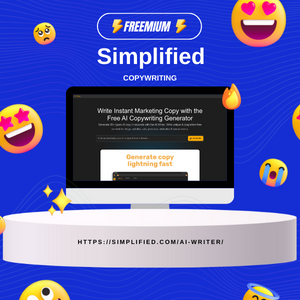 FREEMIUM
Simplified
COPYWRITING
Write Instant Marketing Copy with the
Free AI Copywriting Generator
Generate copy
lightning fast
HTTPS://SIMPLIFIED.COM/AI-WRITER/